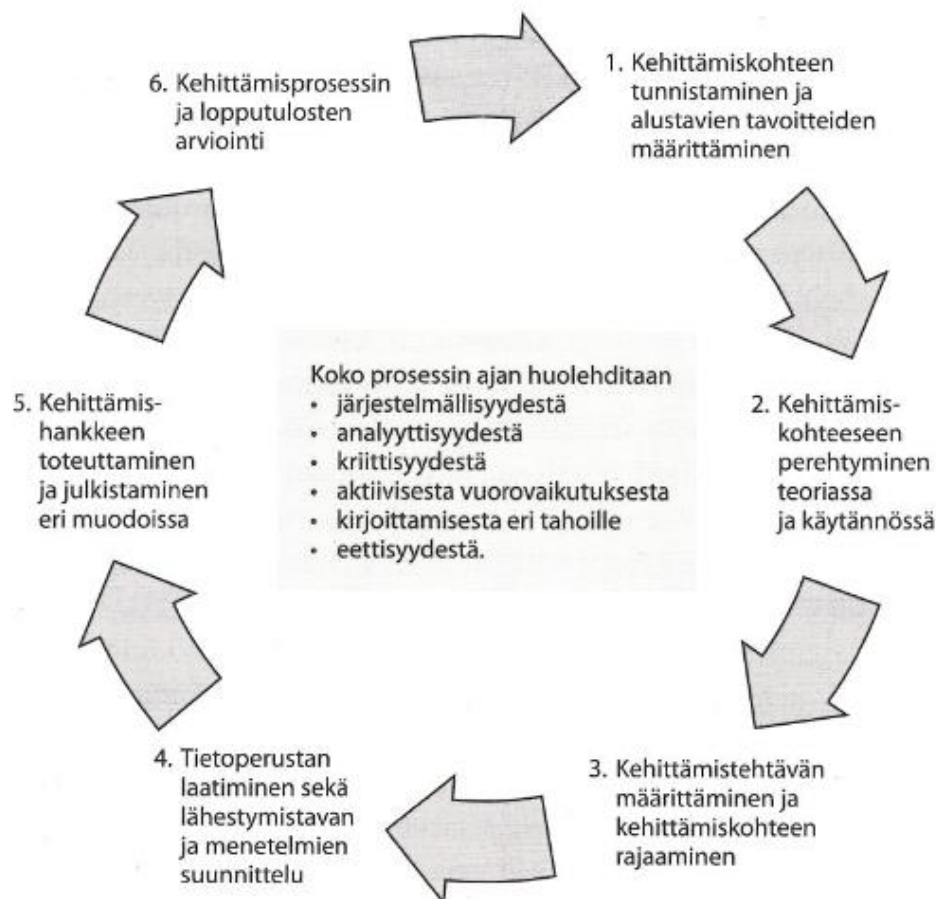 1. Kehittämiskohteen
tunnistaminen ja
alustavien tavoitteiden
määrittäminen
2. Kehittämis-
kohteeseen
perehtyminen
teoriassa
ja käytännössä
3. Kehittämistehtävän
määrittäminen ja
kehittämiskohteen
rajaaminen
4. Tietoperustan
laatiminen sekä
lähestymistavan
ja menetelmien
suunnittelu
5. Kehittämis-
hankkeen
toteuttaminen
ja julkistaminen
eri muodoissa
6. Kehittämisprosessin
ja lopputulosten
arviointi
Koko prosessin ajan huolehditaan
• järjestelmällisyydestä
• analyyttisyydestä
• kriittisyydestä
• aktiivisesta vuorovaikutuksesta
• kirjoittamisesta eri tahoille
• eettisyydestä.